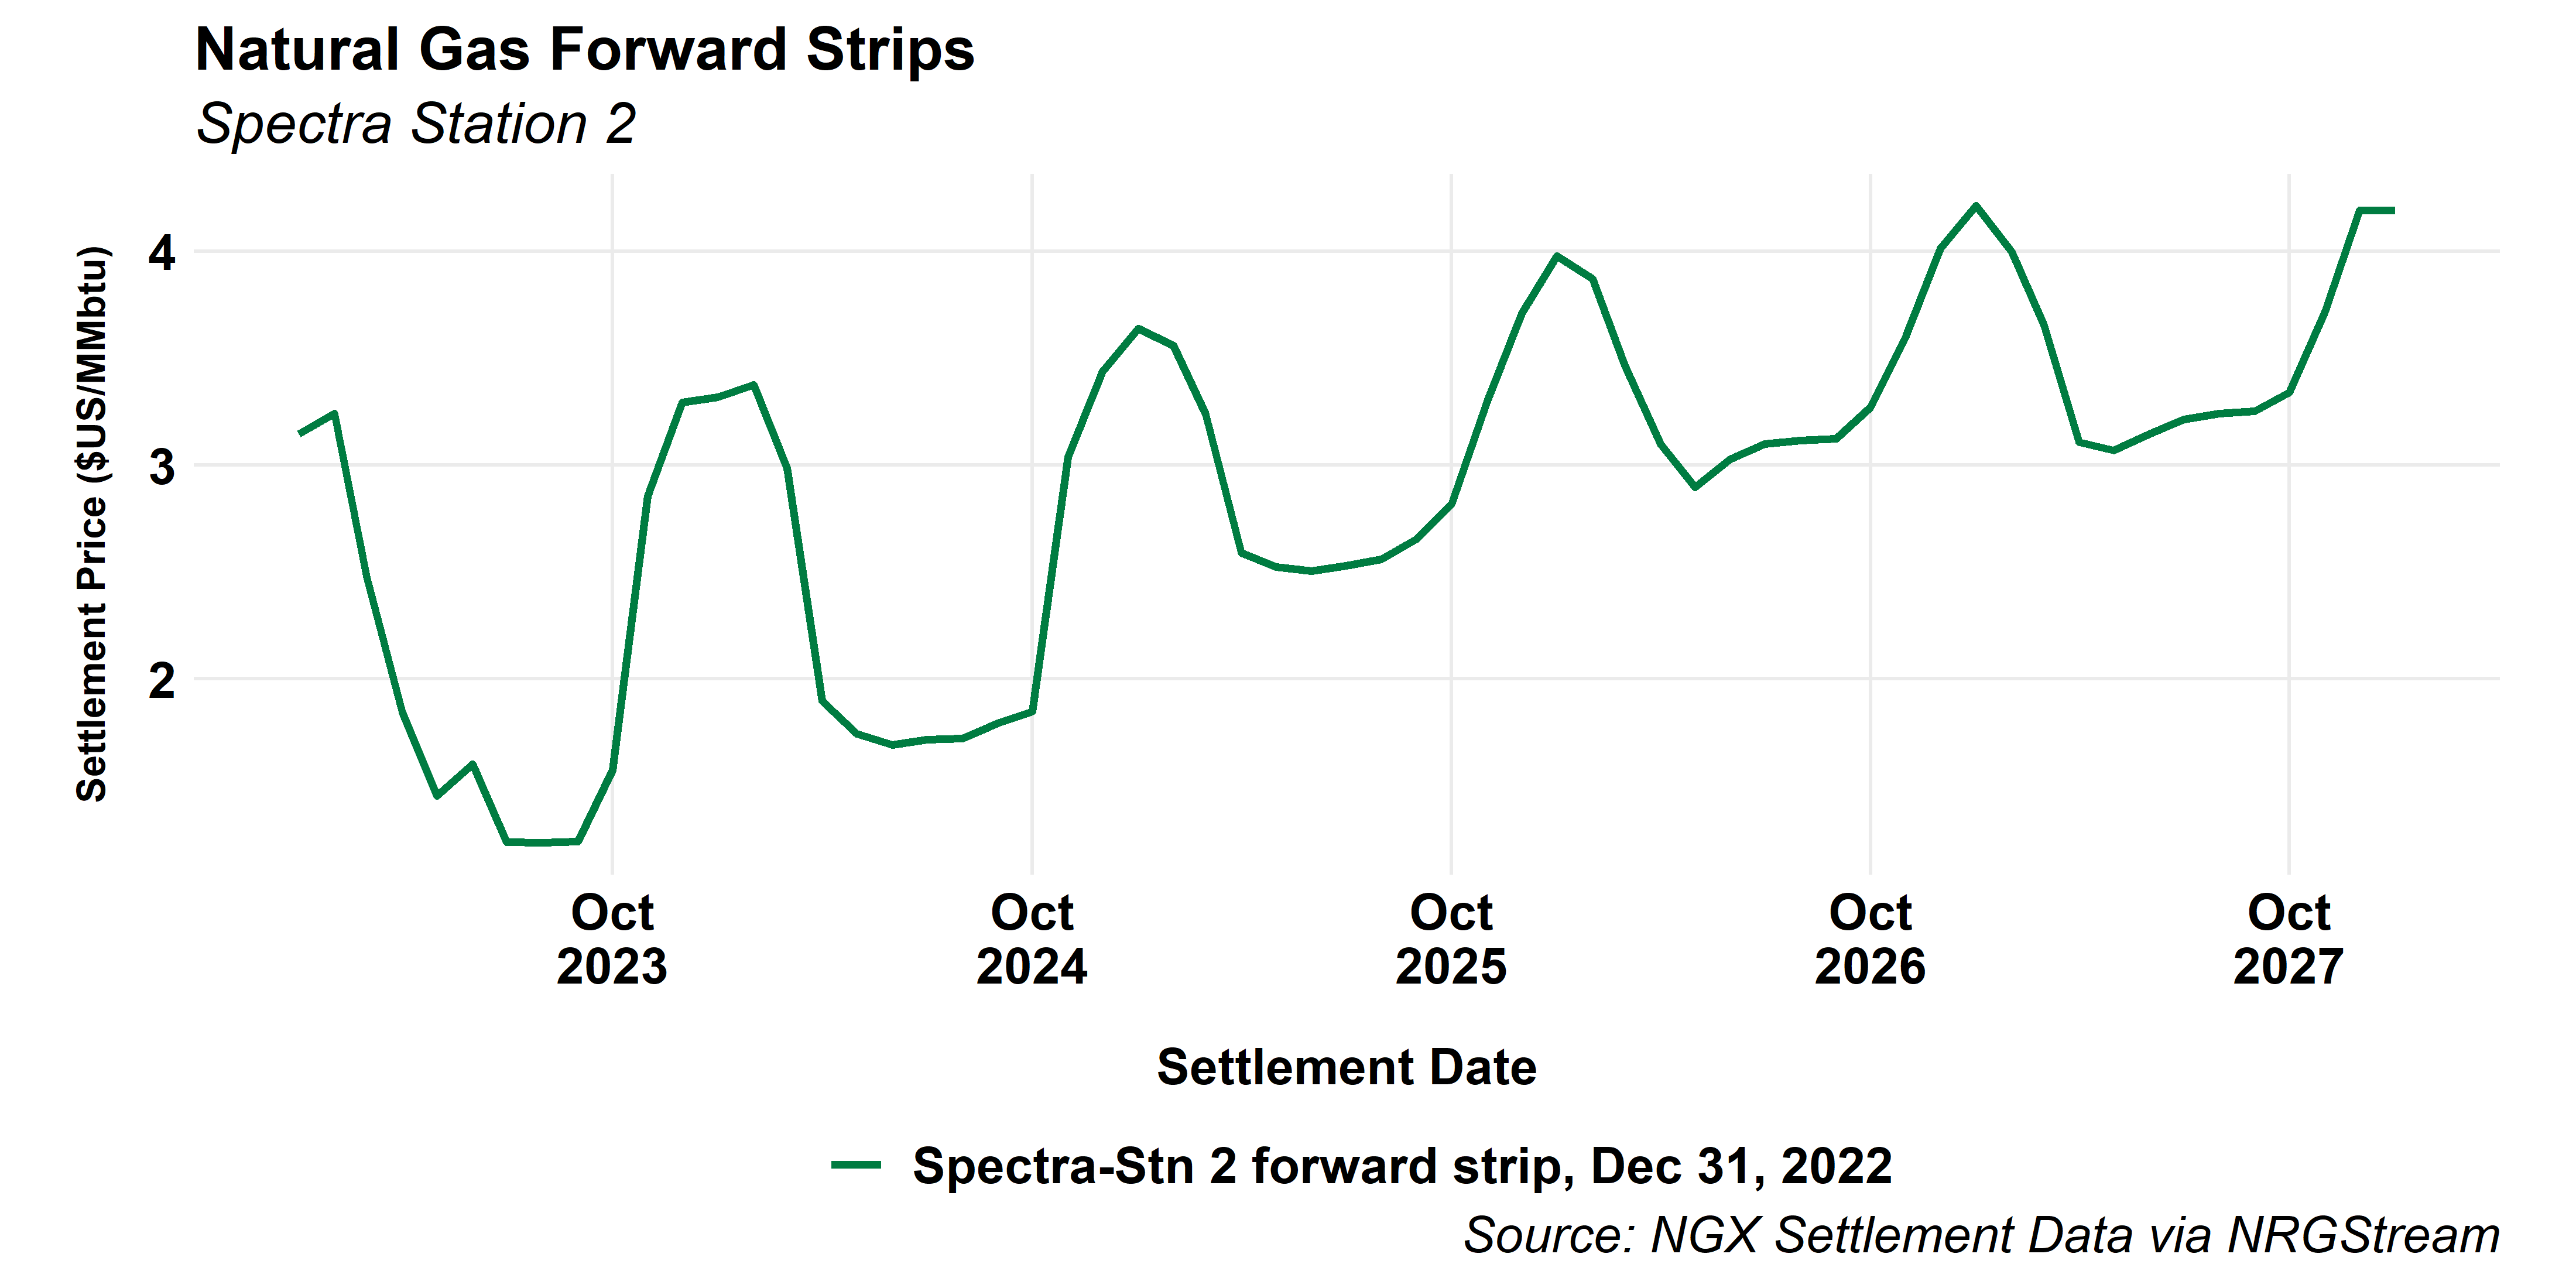 Natural Gas Forward Strips
Spectra Station 2
Settlement Price ($US/MMbtu)
4
3
2
Oct
2023
Oct
2024
Oct
2025
Oct
2026
Oct
2027
Settlement Date
Spectra-Stn 2 forward strip, Dec 31, 2022
Source: NGX Settlement Data via NRGStream